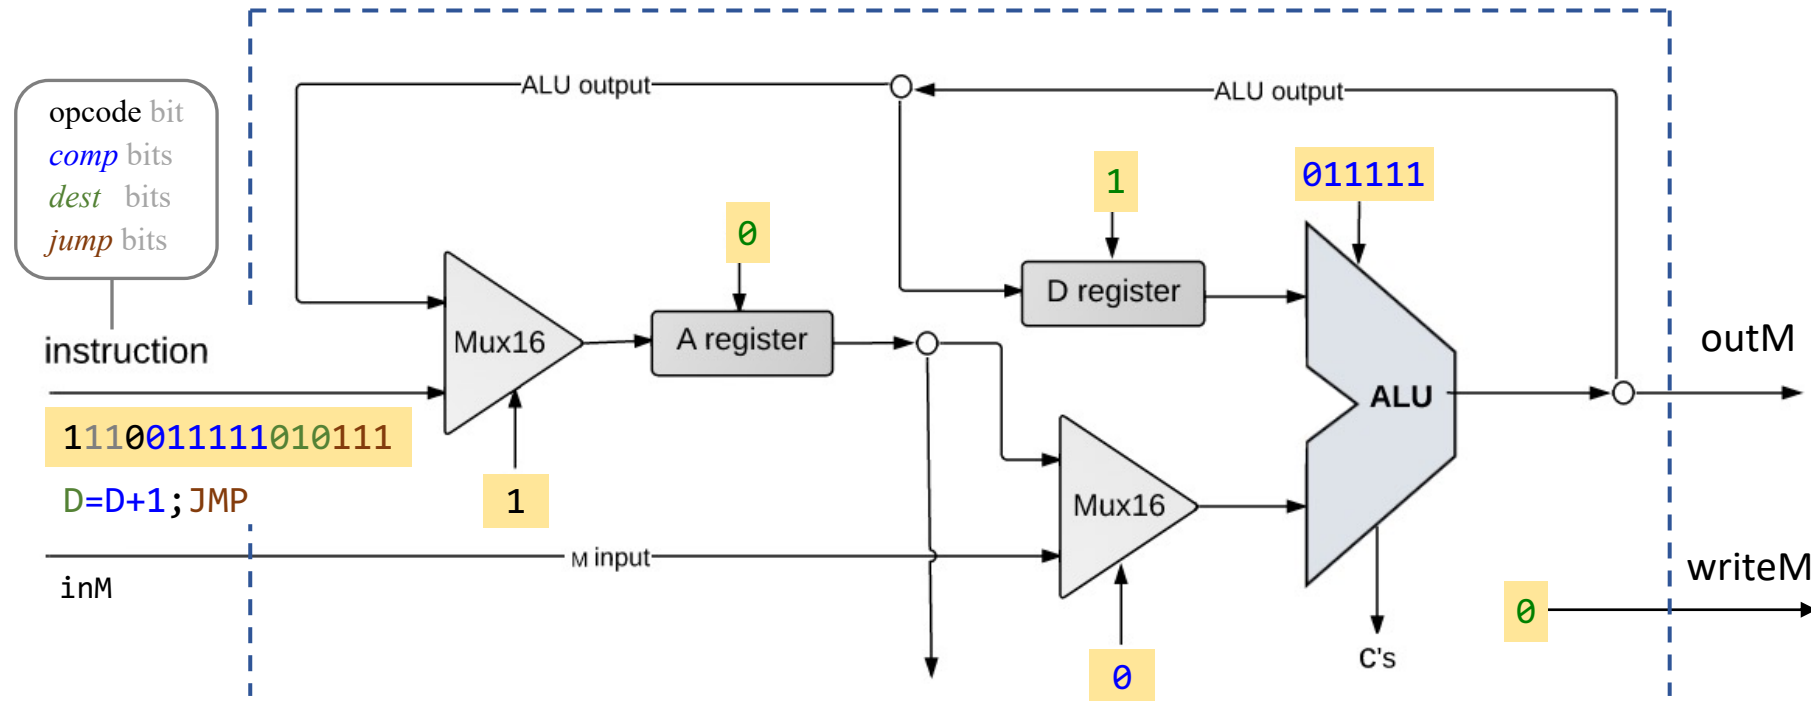 ALU output
ALU output
opcode bit
comp bits
dest bits
jump bits
1
011111
0
D register
A register
Mux16
instruction
outM
ALU
1110011111010111
D=D+1;JMP
1
Mux16
M input
inM
writeM
0
0
c's